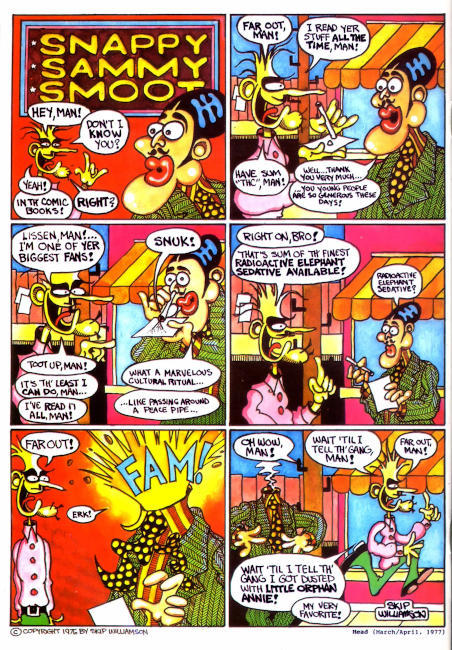 SNAPPY
SAMMY
SMOOT
HEY, MAN!
DON'T I
KNOW
YOU?
YEAH!
IN TH' COMIC
BOOKS!
RIGHT?
FAR OUT,
MAN!
I READ YER
STUFF ALL THE
TIME, MAN!
HAVE SUM
"THC", MAN!
WELL... THANK
YOU VERY MUCH...
...YOU YOUNG PEOPLE
ARE SO GENEROUS THESE
DAYS!
LISSEN, MAN!...
I'M ONE OF YER
BIGGEST FANS!
SNUK!
TOOT UP, MAN!
IT'S TH' LEAST I
CAN DO, MAN...
I'VE READ IT
ALL, MAN!
WHAT A MARVELOUS
CULTURAL RITUAL...
...LIKE PASSING AROUND
A PEACE PIPE...
RIGHT ON, BRO!
THAT'S SUM OF TH' FINEST
RADIOACTIVE ELEPHANT
SEDATIVE AVAILABLE!
RADIOACTIVE
ELEPHANT
SEDATIVE?
FAR OUT!
FAM!
ERK!
OH WOW,
MAN!
WAIT 'TIL I
TELL TH' GANG,
MAN!
FAR OUT,
MAN!
WAIT 'TIL I TELL TH'
GANG I GOT DUSTED
WITH LITTLE ORPHAN
ANNIE!
MY VERY
FAVORITE!
SKIP
WILLIAMSON
© COPYRIGHT 1975 BY SKIP WILLIAMSON
Head (March/April, 1977)